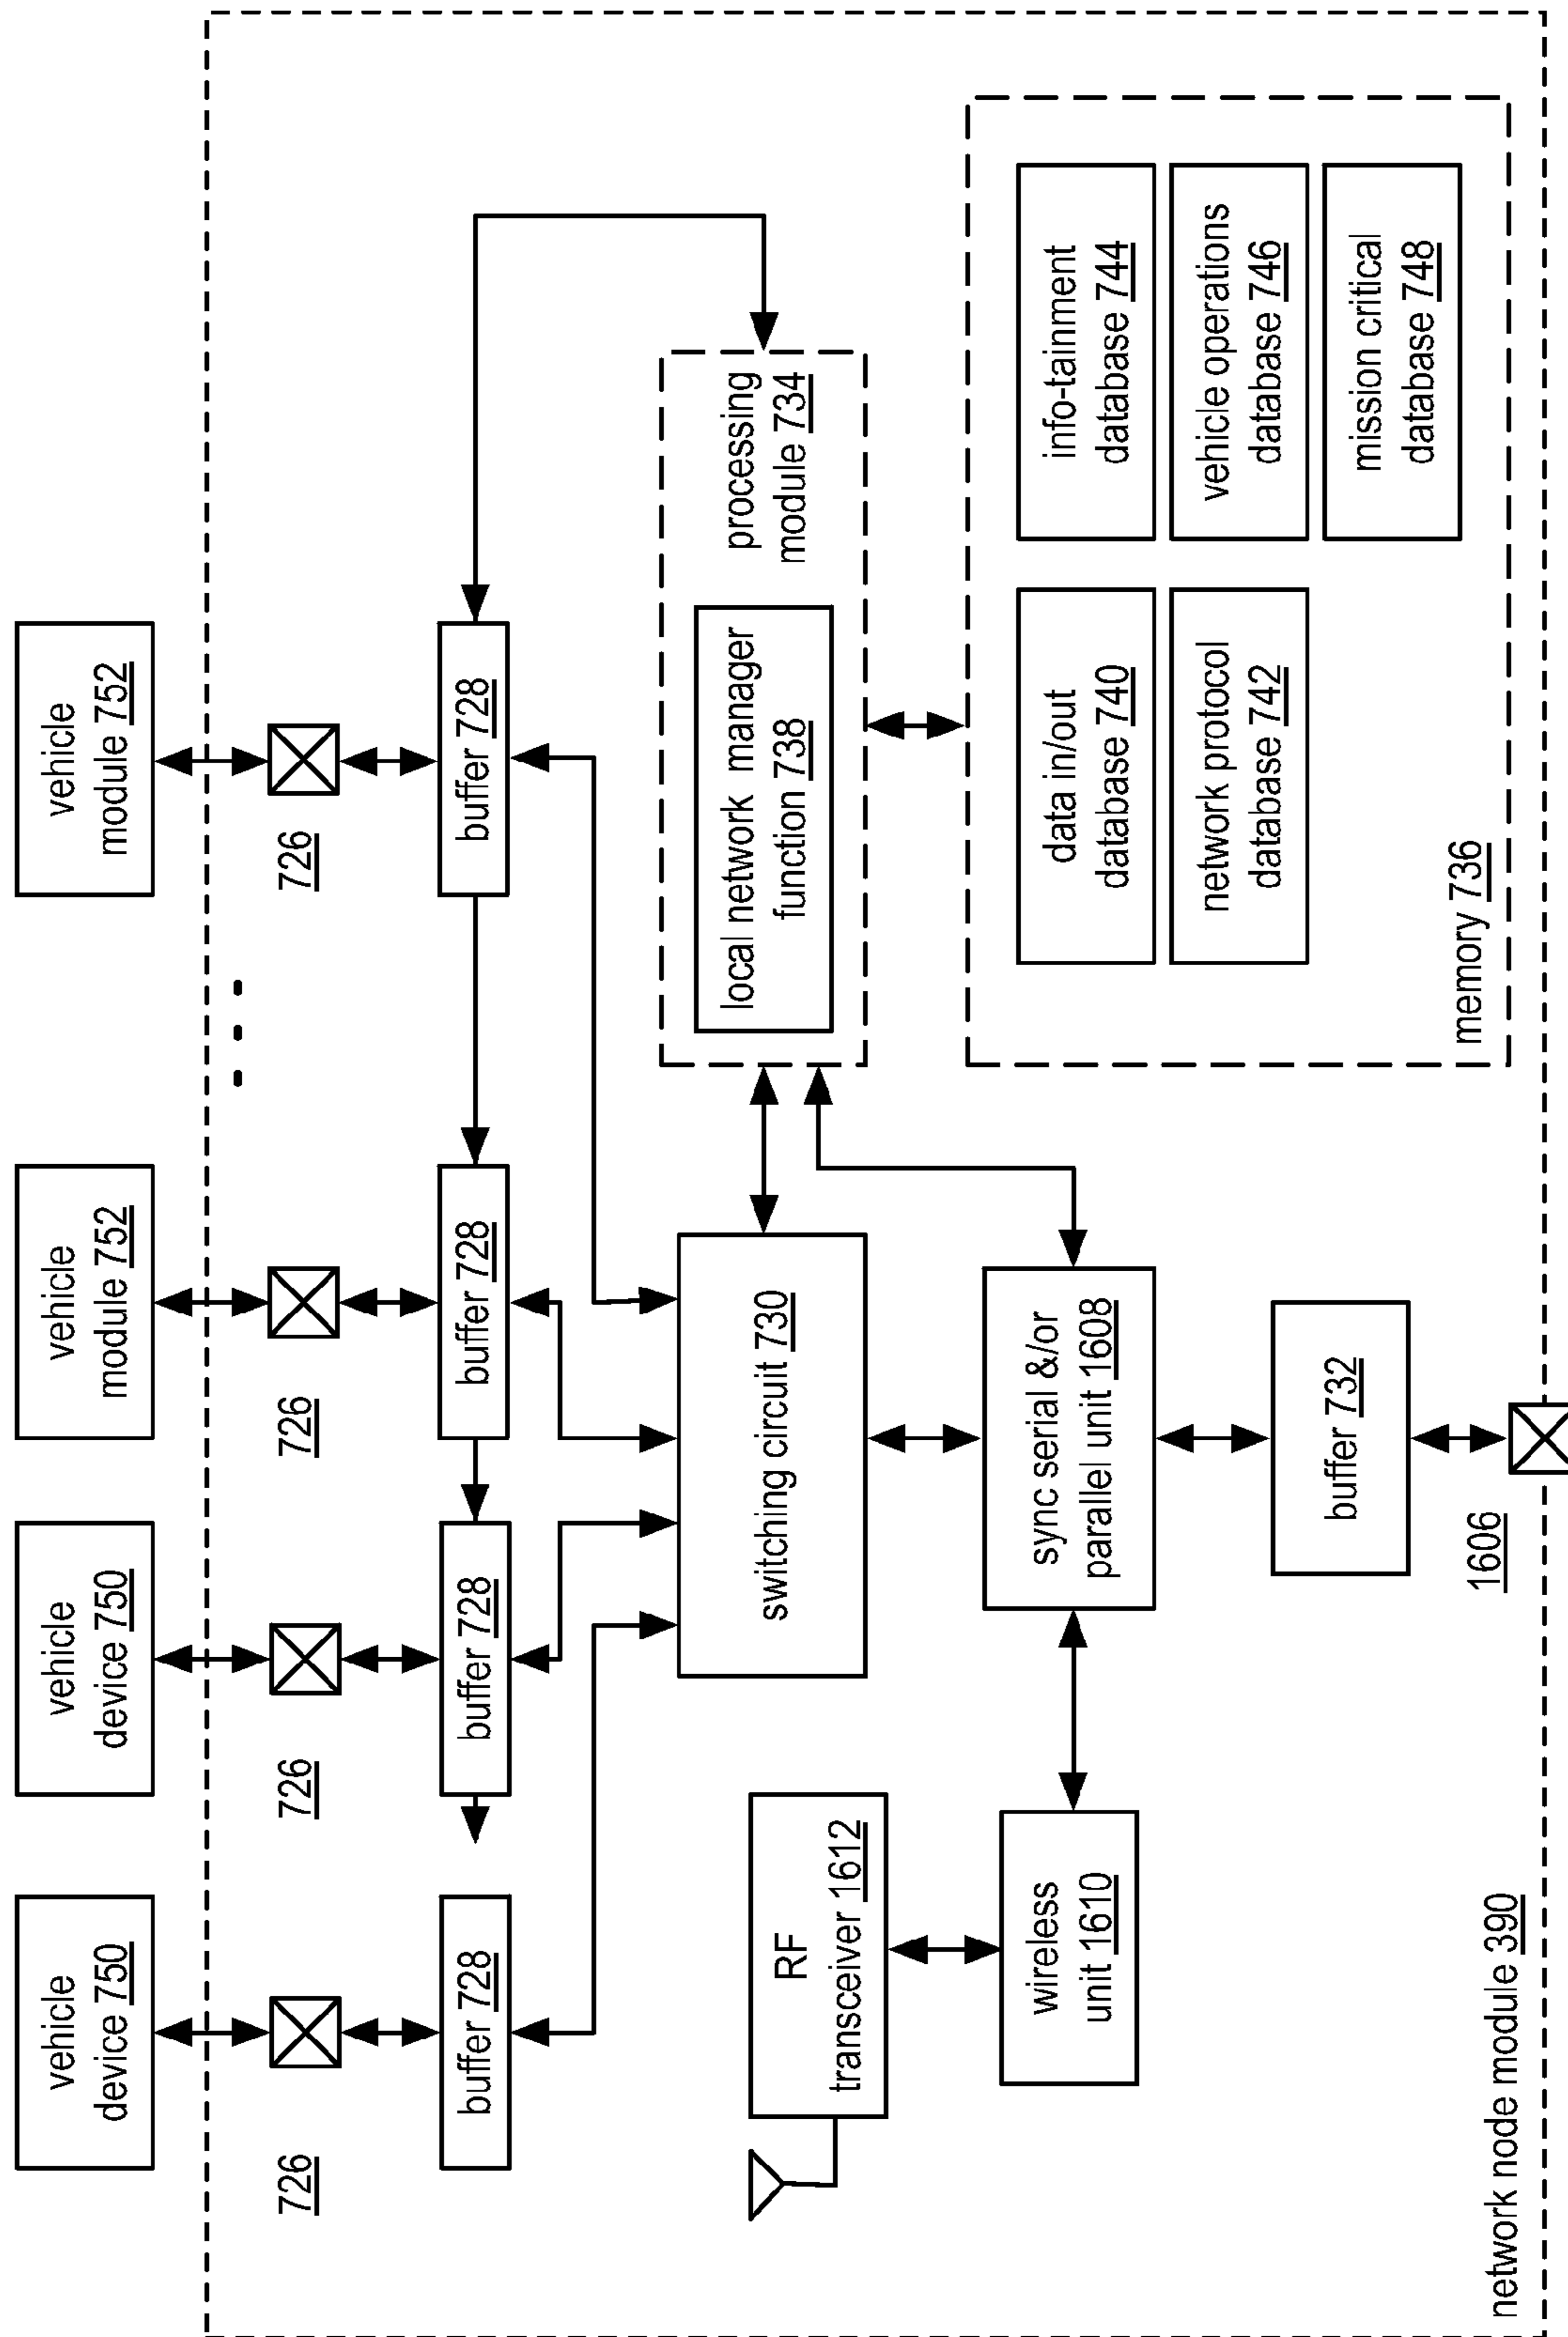 vehicle
device 750
vehicle
device 750
vehicle
module 752
vehicle
module 752
. . .
726
726
726
726
buffer 728
buffer 728
buffer 728
buffer 728
switching circuit 730
local network manager
function 738
processing
module 734
RF
transceiver 1612
wireless
unit 1610
sync serial &/or
parallel unit 1608
buffer 732
1606
data in/out
database 740
info-tainment
database 744
network protocol
database 742
vehicle operations
database 746
mission critical
database 748
memory 736
network node module 390